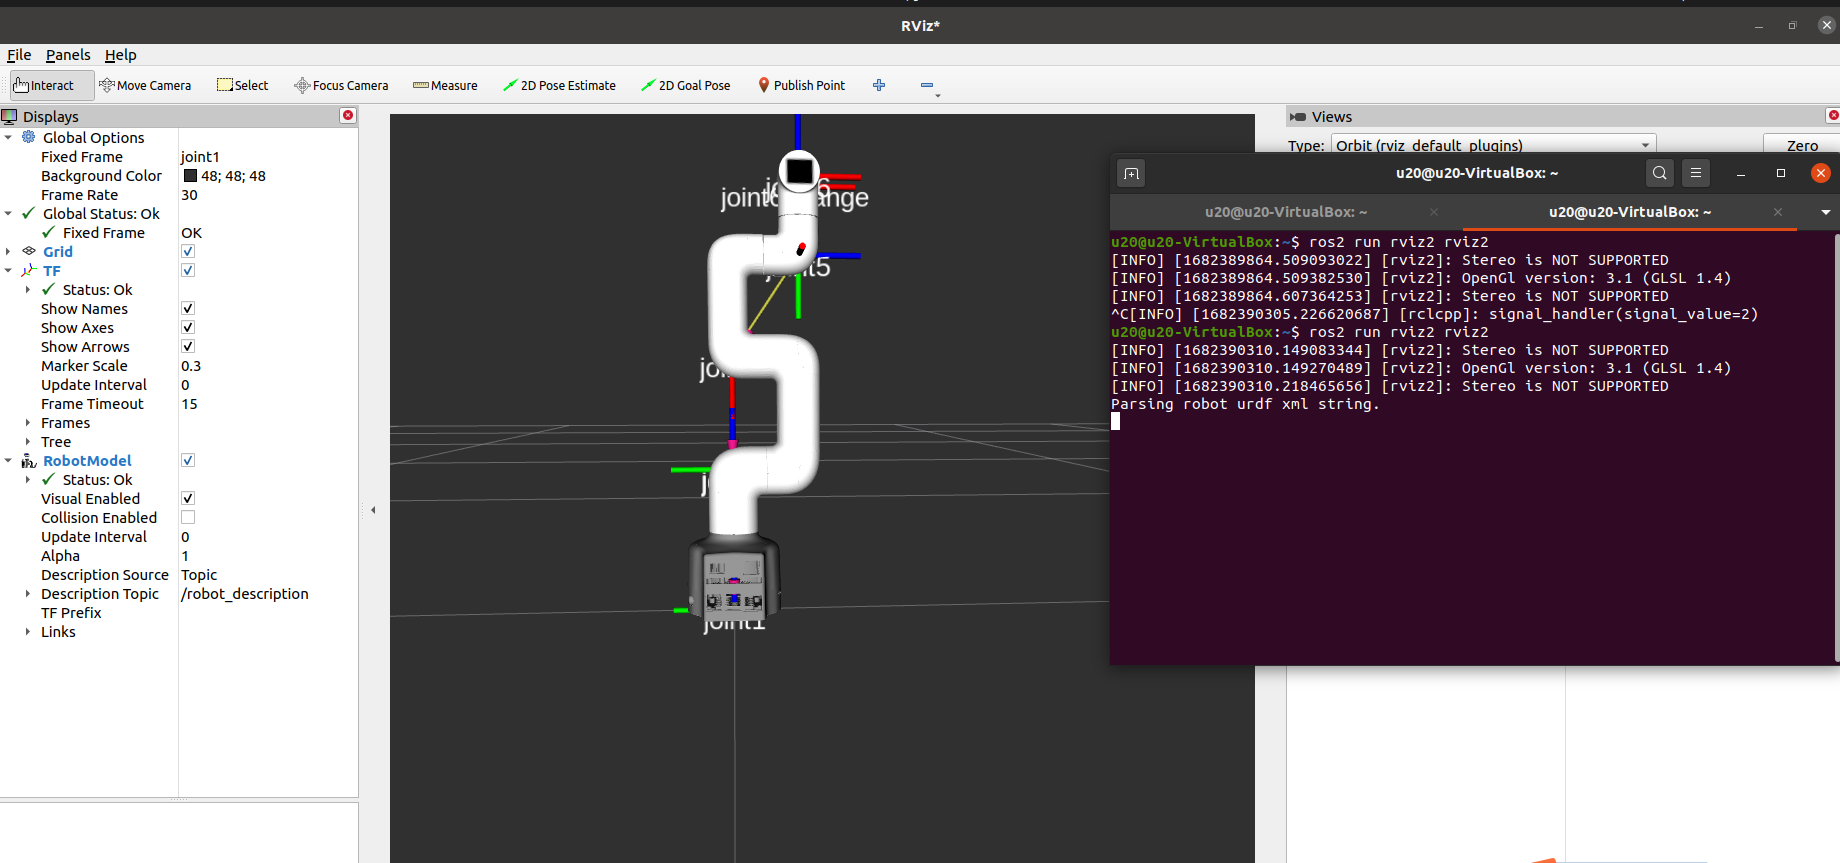 RViz*
File Panels Help
Interact Move Camera Select Focus Camera Measure 2D Pose Estimate 2D Goal Pose Publish Point
Displays
Global Options
Fixed Frame joint1
Background Color 48; 48; 48
Frame Rate 30
Global Status: Ok
Fixed Frame OK
Grid
TF
Status: Ok
Show Names
Show Axes
Show Arrows
Marker Scale 0.3
Update Interval 0
Frame Timeout 15
Frames
Tree
RobotModel
Status: Ok
Visual Enabled
Collision Enabled
Update Interval 0
Alpha 1
Description Source Topic
Description Topic /robot_description
TF Prefix
Links
joint1
Views
Type: Orbit (rviz_default_plugins) Zero
u20@u20-VirtualBox: ~
u20@u20-VirtualBox: ~ u20@u20-VirtualBox: ~
u20@u20-VirtualBox:~$ ros2 run rviz2 rviz2
[INFO] [1682389864.509093022] [rviz2]: Stereo is NOT SUPPORTED
[INFO] [1682389864.509382530] [rviz2]: OpenGl version: 3.1 (GLSL 1.4)
[INFO] [1682389864.607364253] [rviz2]: Stereo is NOT SUPPORTED
^C[INFO] [1682390305.226620687] [rclcpp]: signal_handler(signal_value=2)
u20@u20-VirtualBox:~$ ros2 run rviz2 rviz2
[INFO] [1682390310.149083344] [rviz2]: Stereo is NOT SUPPORTED
[INFO] [1682390310.149270489] [rviz2]: OpenGl version: 3.1 (GLSL 1.4)
[INFO] [1682390310.218465656] [rviz2]: Stereo is NOT SUPPORTED
Parsing robot urdf xml string.